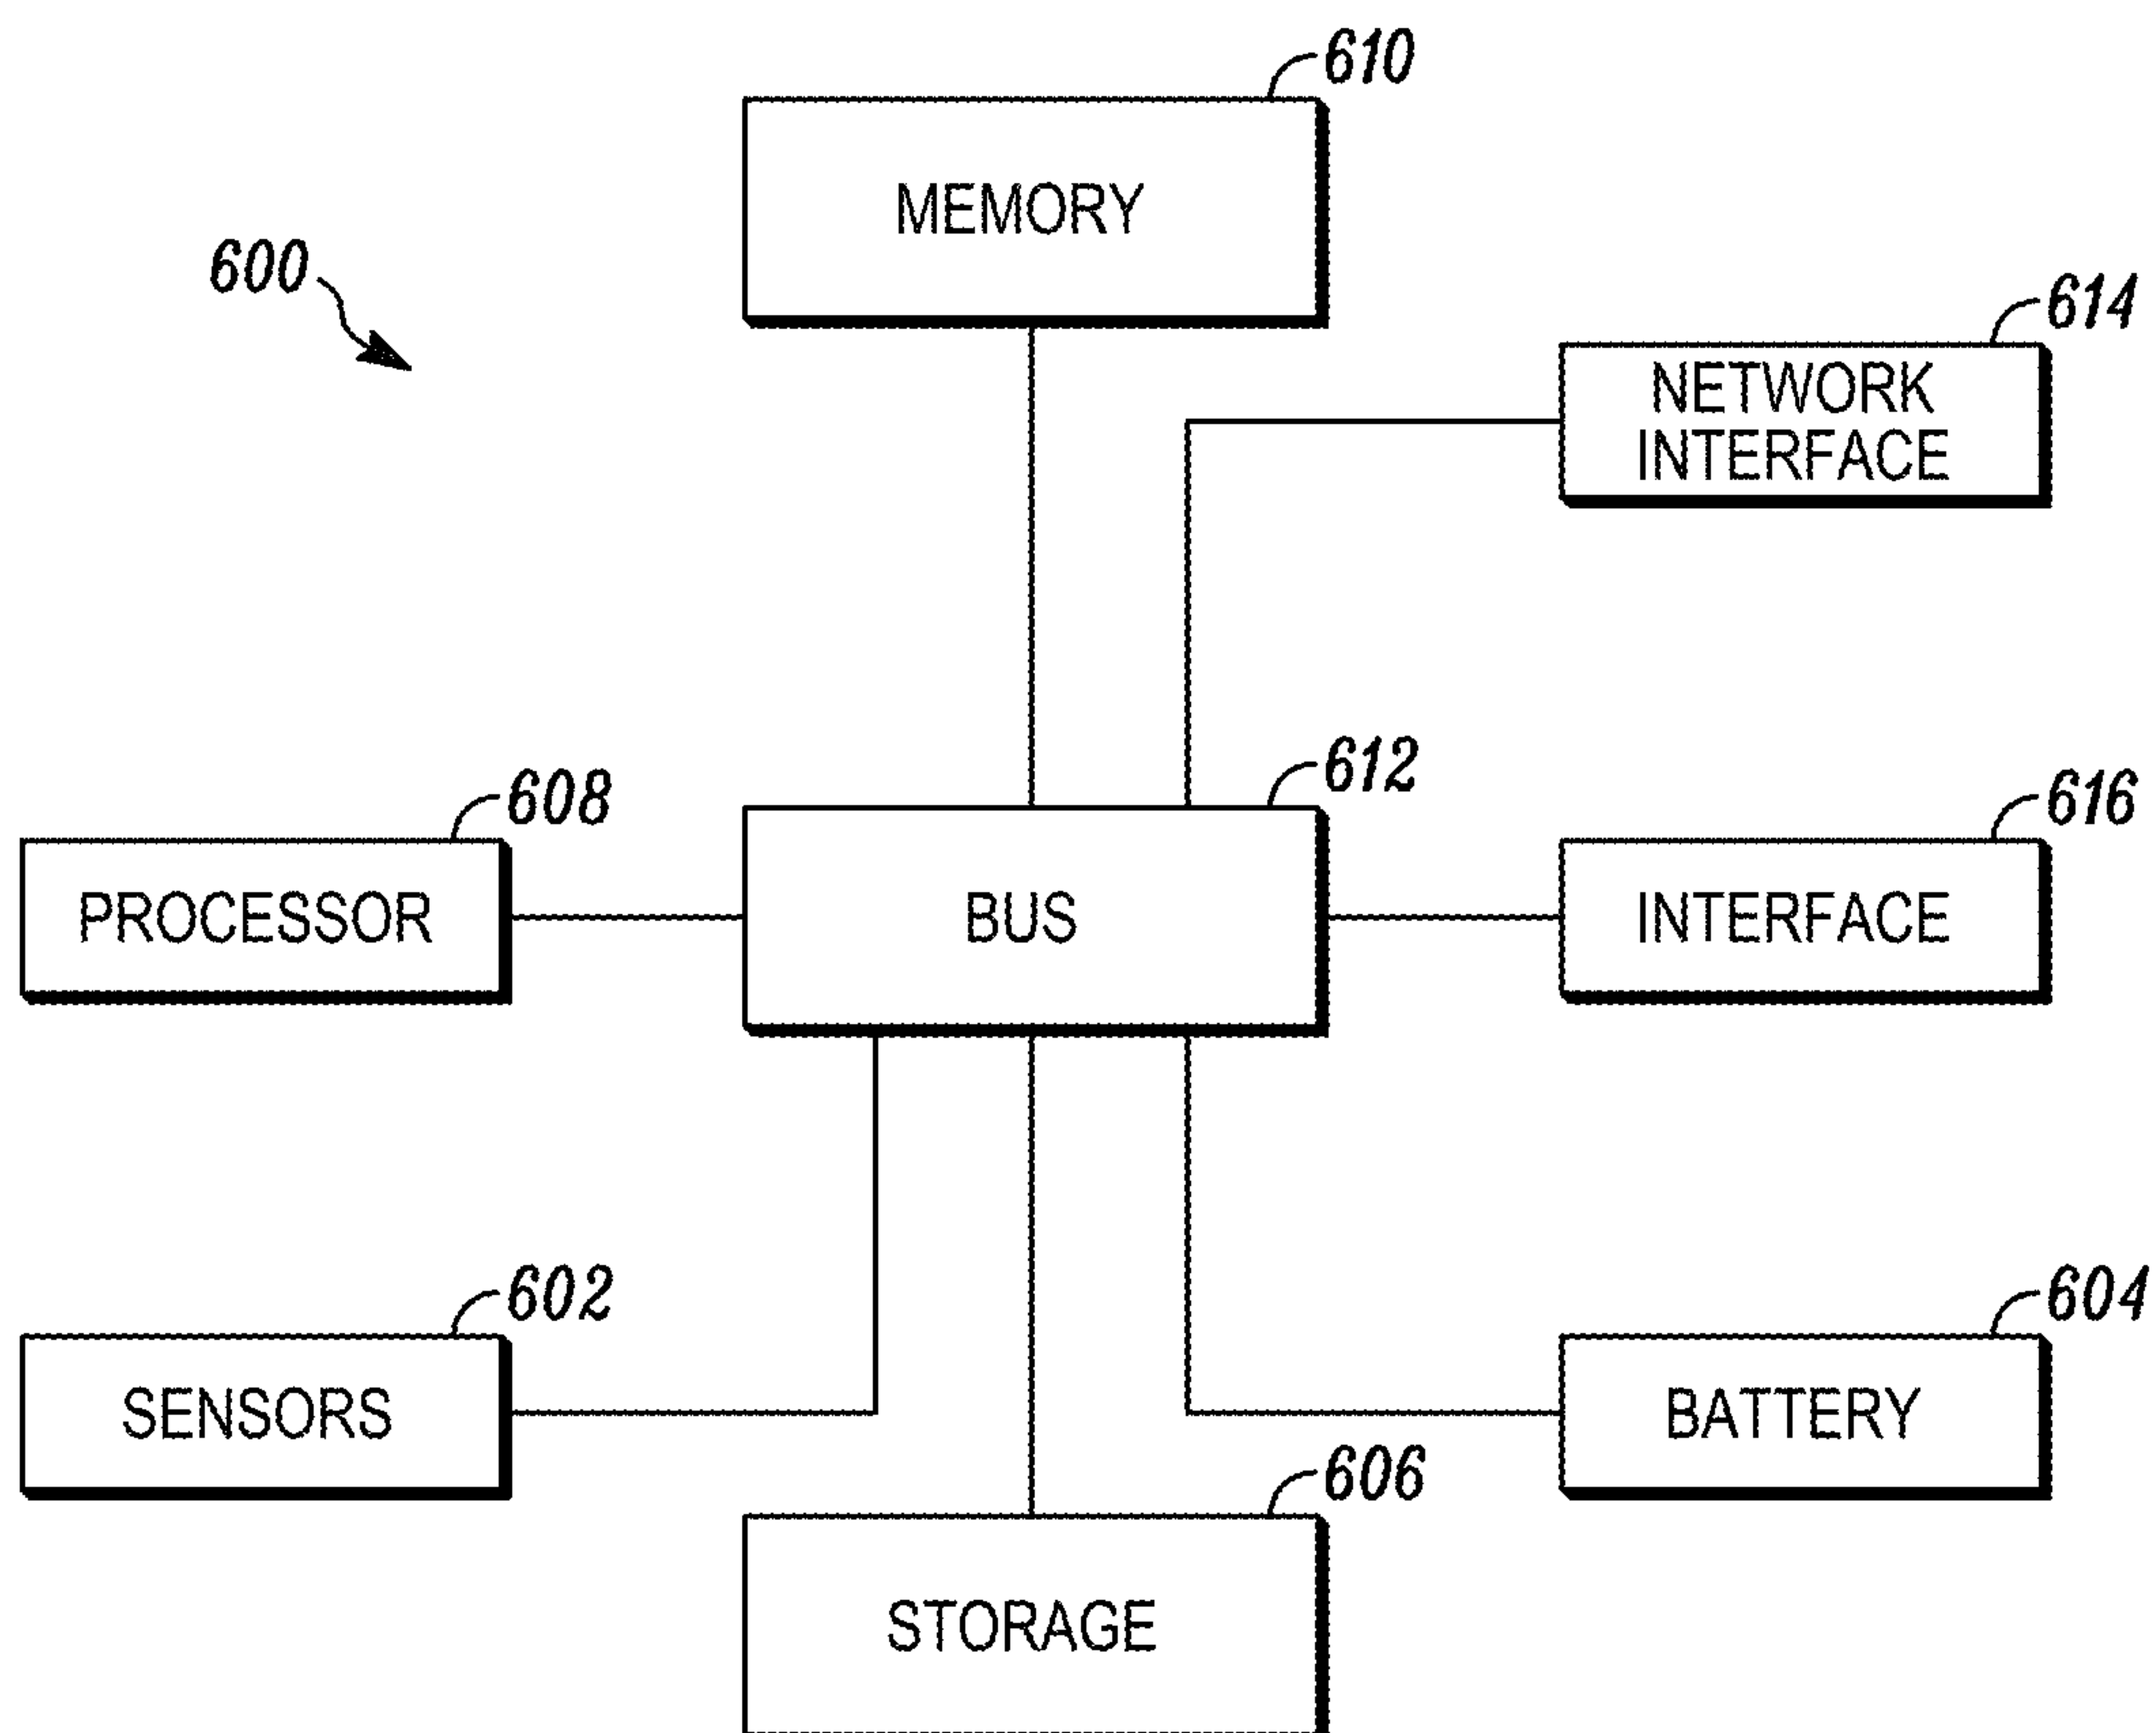 610
MEMORY
600
614
NETWORK
INTERFACE
612
608
616
PROCESSOR
BUS
INTERFACE
602
604
SENSORS
BATTERY
606
STORAGE